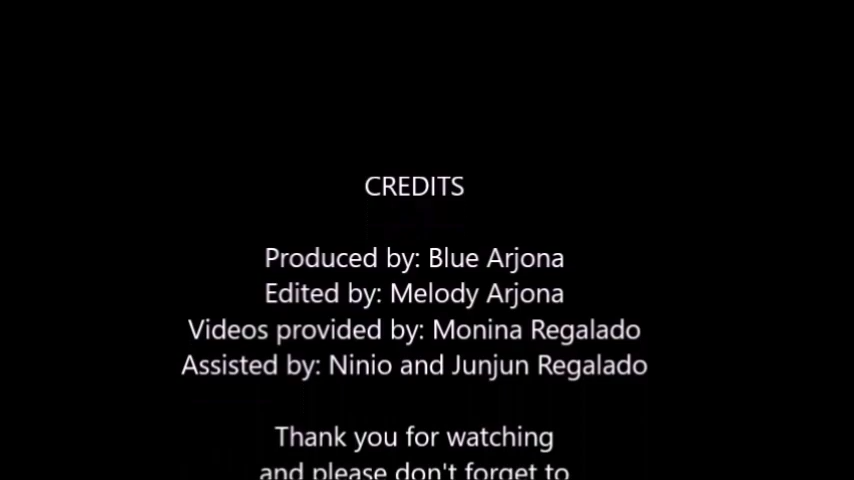 CREDITS
Produced by: Blue Arjona
Edited by: Melody Arjona
Videos provided by: Monina Regalado
Assisted by: Ninio and Junjun Regalado
Thank you for watching
and please don't forget to